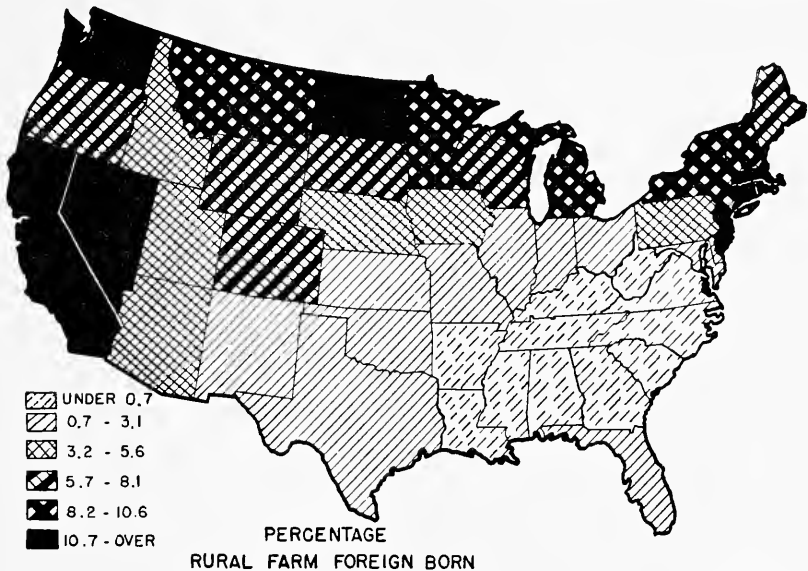 UNDER 0.7
0.7 - 3.1
3.2 - 5.6
5.7 - 8.1
8.2 - 10.6
10.7 - OVER
PERCENTAGE
RURAL FARM FOREIGN BORN